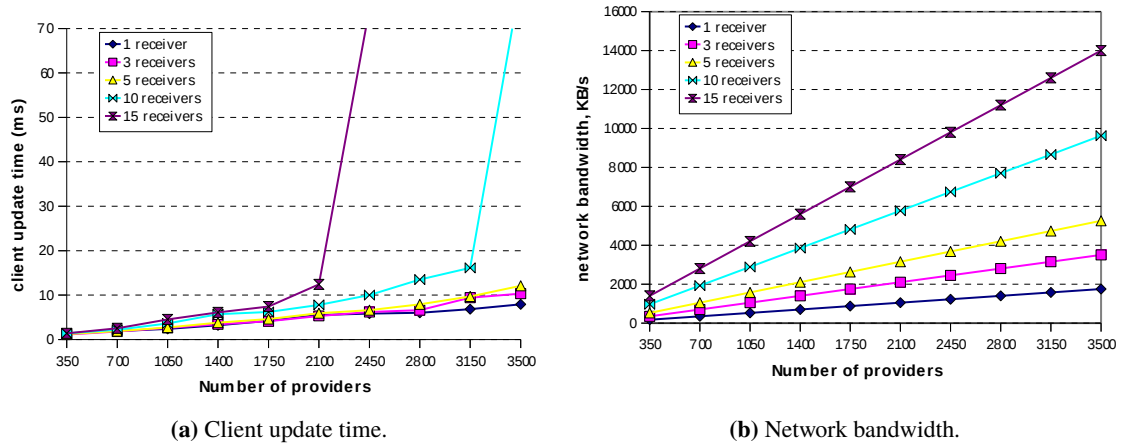 70
60
50
40
30
20
10
0
client update time (ms)
1 receiver
3 receivers
5 receivers
10 receivers
15 receivers
350 700 1050 1400 1750 2100 2450 2800 3150 3500
Number of providers
(a) Client update time.
16000
14000
12000
10000
8000
6000
4000
2000
0
network bandwidth, KB/s
1 receiver
3 receivers
5 receivers
10 receivers
15 receivers
350 700 1050 1400 1750 2100 2450 2800 3150 3500
Number of providers
(b) Network bandwidth.